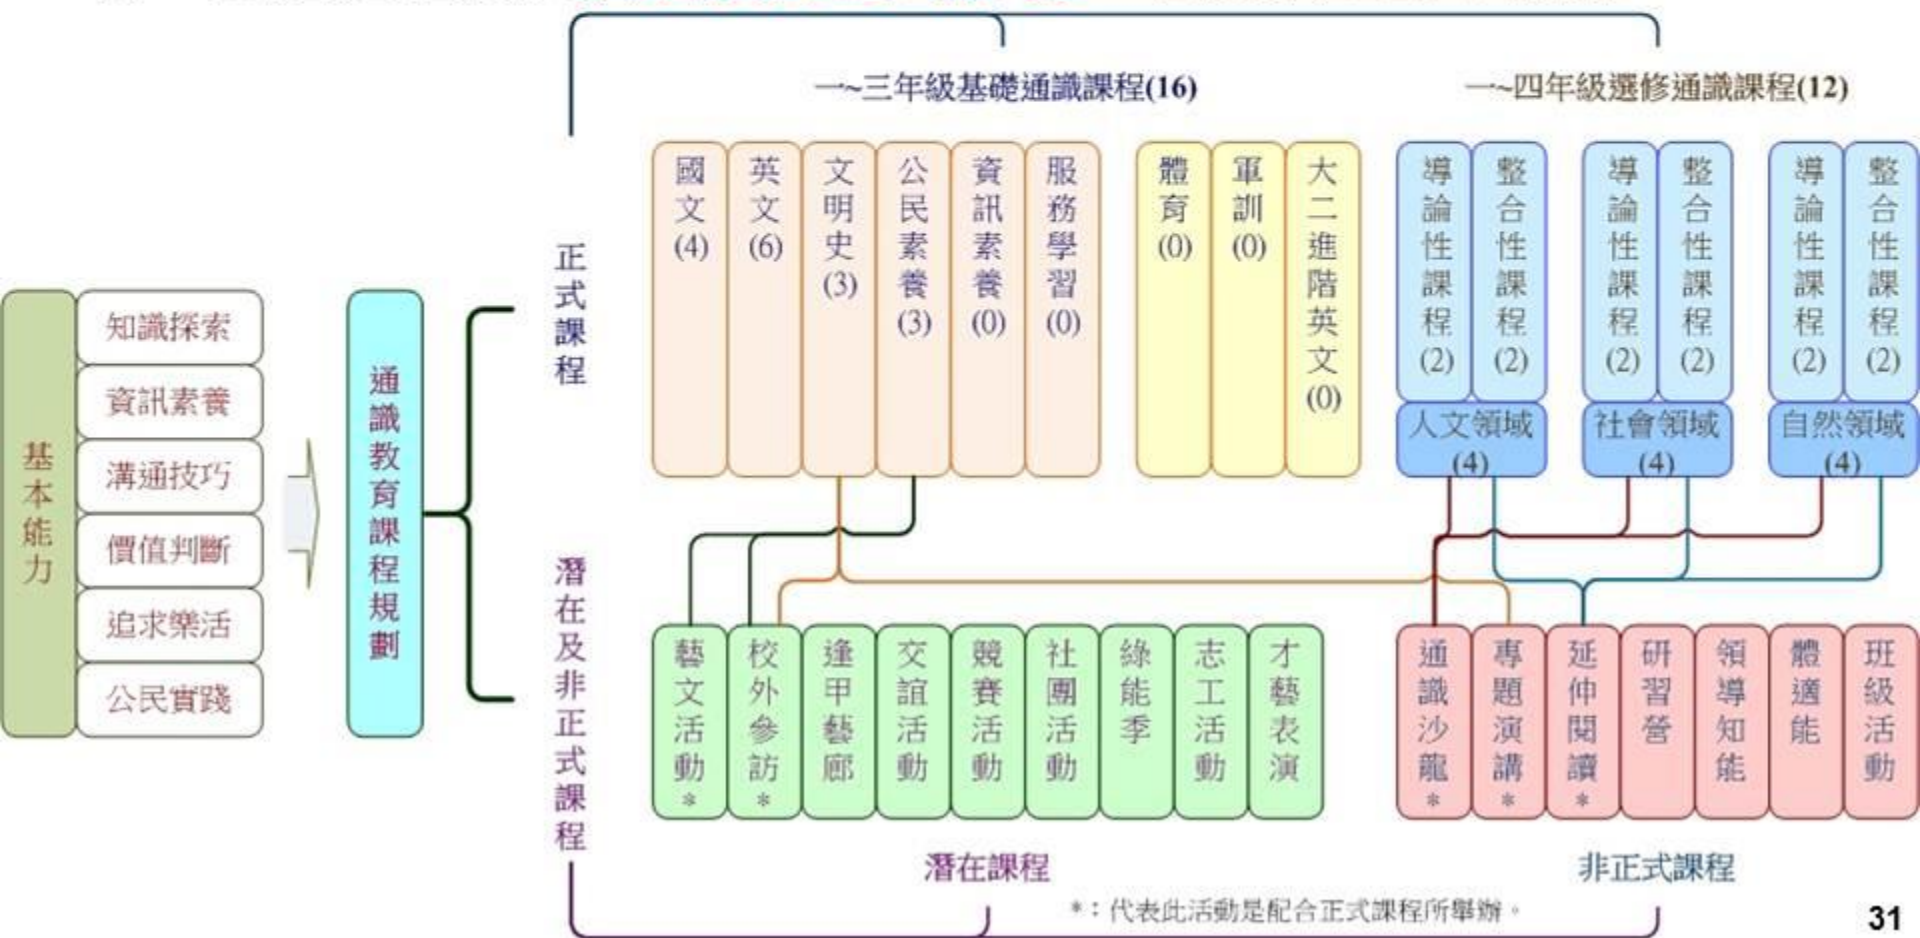 一~三年級基礎通識課程(16)
一~四年級選修通識課程(12)
基本能力
知識探索
資訊素養
溝通技巧
價值判斷
追求樂活
公民實踐
通識教育課程規劃
正式課程
國文(4)
英文(6)
文明史(3)
公民素養(3)
資訊素養(0)
服務學習(0)
體育(0)
軍訓(0)
大二進階英文(0)
導論性課程(2)
整合性課程(2)
人文領域
(4)
導論性課程(2)
整合性課程(2)
社會領域
(4)
導論性課程(2)
整合性課程(2)
自然領域
(4)
潛在及非正式課程
藝文活動*
校外參訪*
逢甲藝廊
交誼活動
競賽活動
社團活動
綠能季
志工活動
才藝表演
通識沙龍*
專題演講*
延伸閱讀*
研習營
領導知能
體適能
班級活動
潛在課程
非正式課程
*：代表此活動是配合正式課程所舉辦。
31